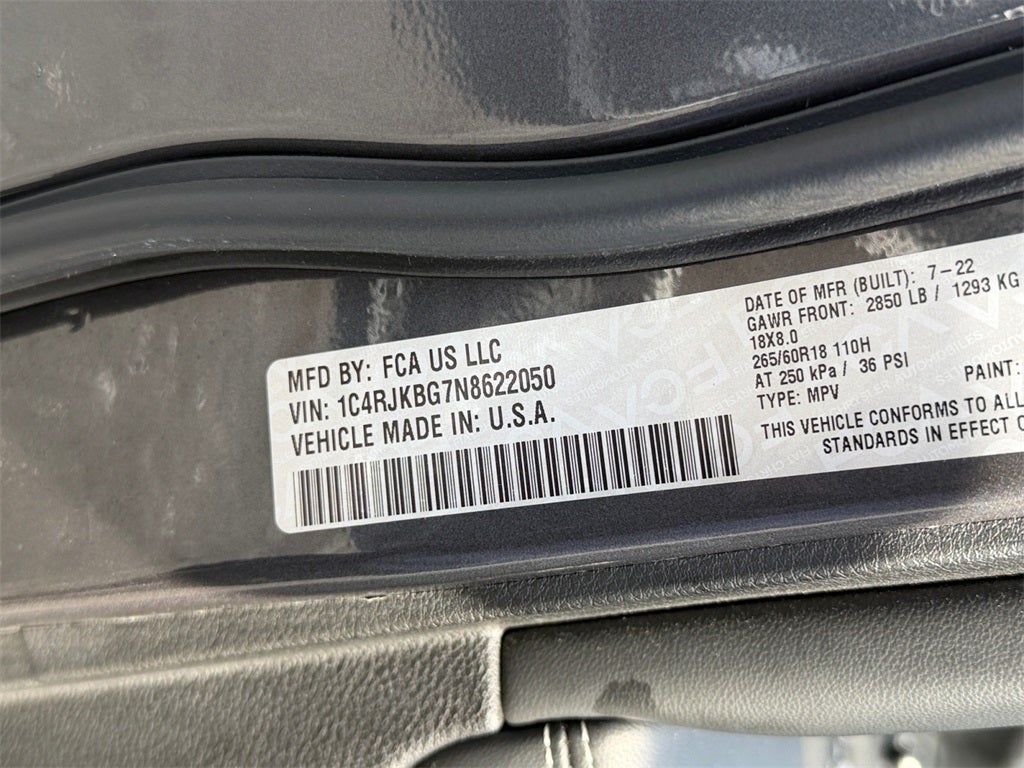 MFD BY: FCA US LLC
VIN: 1C4RJKBG7N8622050
VEHICLE MADE IN: U.S.A.
DATE OF MFR (BUILT): 7-22
GAWR FRONT: 2850 LB / 1293 KG
18X8.0
265/60R18 110H
AT 250 kPa / 36 PSI
TYPE: MPV
PAINT:
THIS VEHICLE CONFORMS TO ALL
STANDARDS IN EFFECT